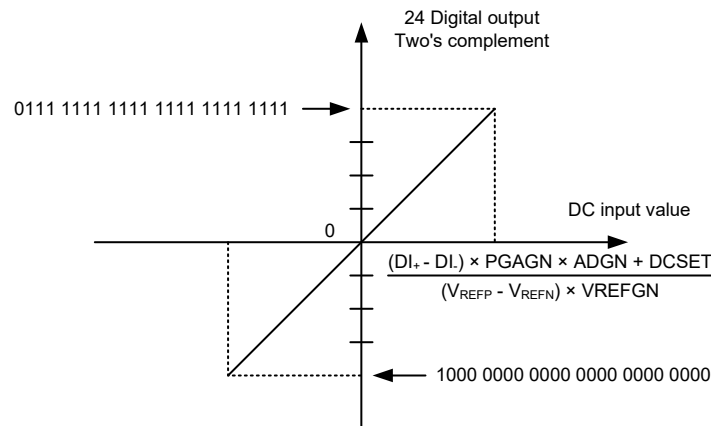 24 Digital output
Two's complement
0111 1111 1111 1111 1111 1111
0
DC input value
(DI+ - DI-) × PGAGN × ADGN + DCSET
(VREFP - VREFN) × VREFGN
1000 0000 0000 0000 0000 0000